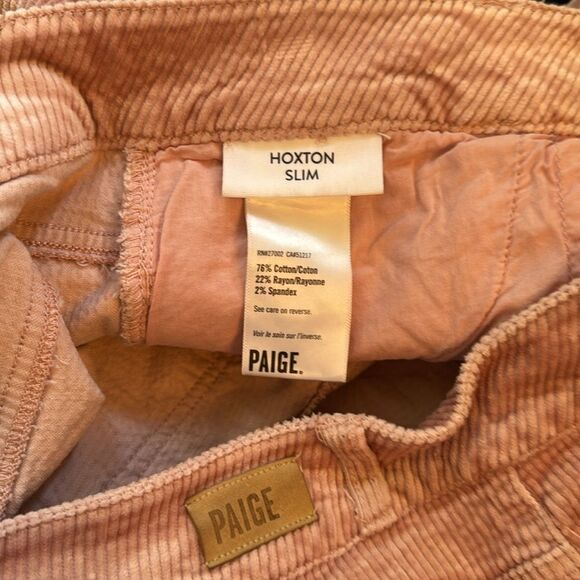 HOXTON
SLIM
RN#27002 CA#51217
76% Cotton/Coton
22% Rayon/Rayonne
2% Spandex
See care on reverse.
Voir le soin sur l'inverse.
PAIGE.
PAIGE